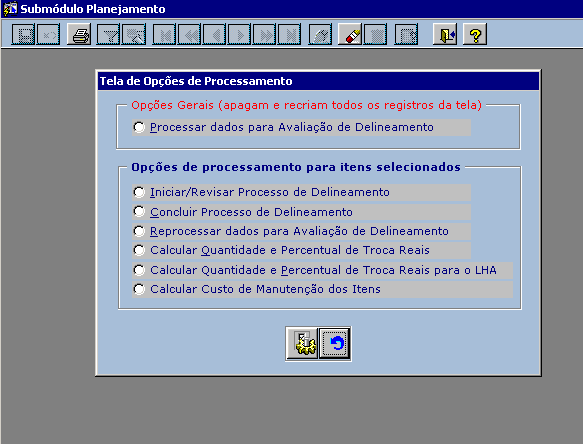 Submódulo Planejamento
Tela de Opções de Processamento
Opções Gerais (apagam e recriam todos os registros da tela)
Processar dados para Avaliação de Delineamento
Opções de processamento para itens selecionados
Iniciar/Revisar Processo de Delineamento
Concluir Processo de Delineamento
Reprocessar dados para Avaliação de Delineamento
Calcular Quantidade e Percentual de Troca Reais
Calcular Quantidade e Percentual de Troca Reais para o LHA
Calcular Custo de Manutenção dos Itens